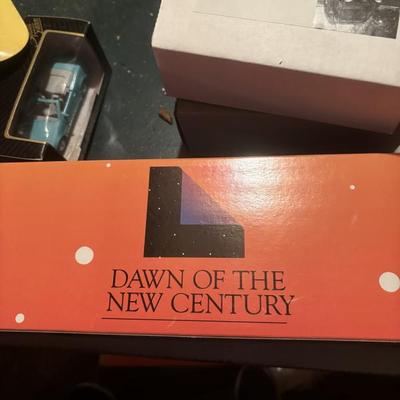 DAWN OF THE
NEW CENTURY